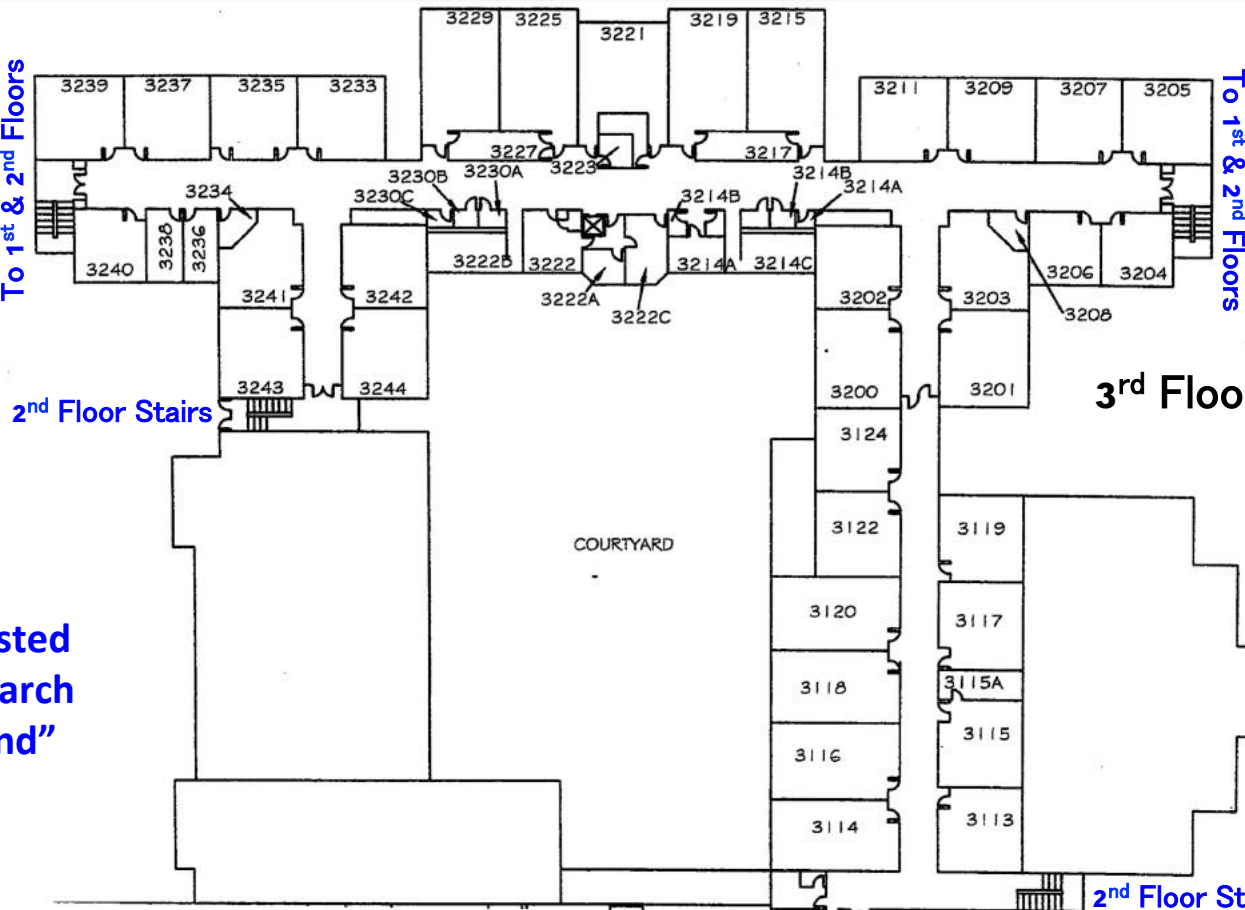 3229
3225
3221
3219
3215
3239
3237
3235
3233
3211
3209
3207
3205
To 1st & 2nd Floors
To 1st & 2nd Floors
3227
3223
3217
3230B
3230A
3230C
3214B
3214B
3214A
3234
3240
3238
3236
3222B
3222
3214A
3214C
3206
3204
3241
3242
3222A
3222C
3202
3203
3208
3243
3244
3200
3201
2nd Floor Stairs
3rd Floo
3124
3122
3119
COURTYARD
3120
3117
sted
arch
nd”
3118
3115A
3116
3115
3114
3113
2nd Floor St